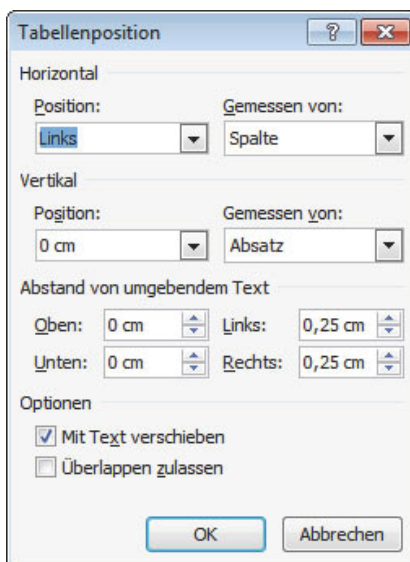 Tabellenposition
Horizontal
Position: Gemessen von:
Links Spalte
Vertikal
Position: Gemessen von:
0 cm Absatz
Abstand von umgebendem Text
Oben: 0 cm Links: 0,25 cm
Unten: 0 cm Rechts: 0,25 cm
Optionen
Mit Text verschieben
Überlappen zulassen
OK Abbrechen